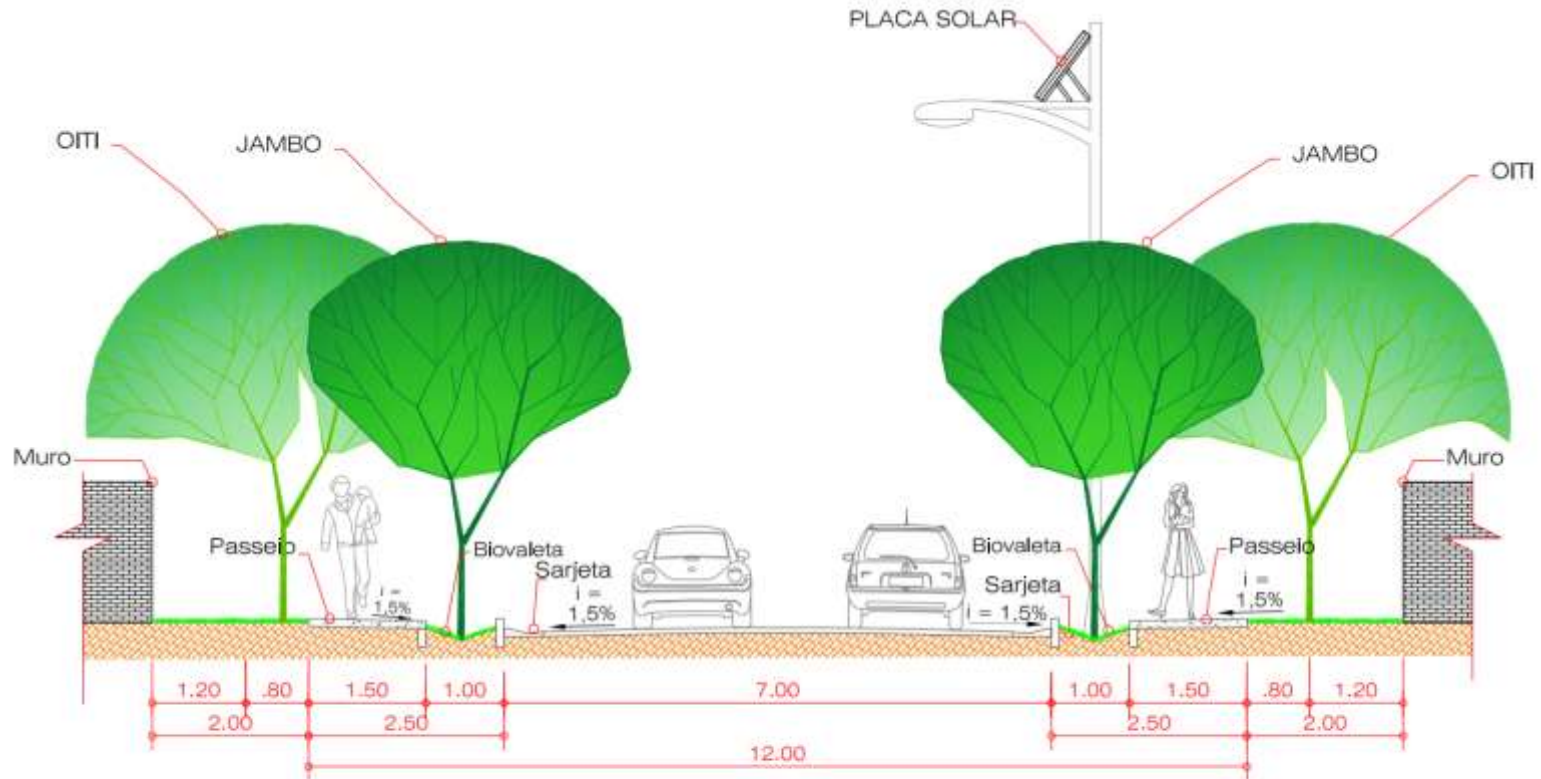 PLACA SOLAR
OITI
JAMBO
JAMBO
OITI
Muro
Muro
Passeio
Biovaleta
Biovaleta
Passeio
Sarjeta
Sarjeta
i =
1,5%
i =
1,5%
i = 1,5%
i =
1,5%
1.20
.80
1.50
1.00
7.00
1.00
1.50
.80
1.20
2.00
2.50
2.50
2.00
12.00